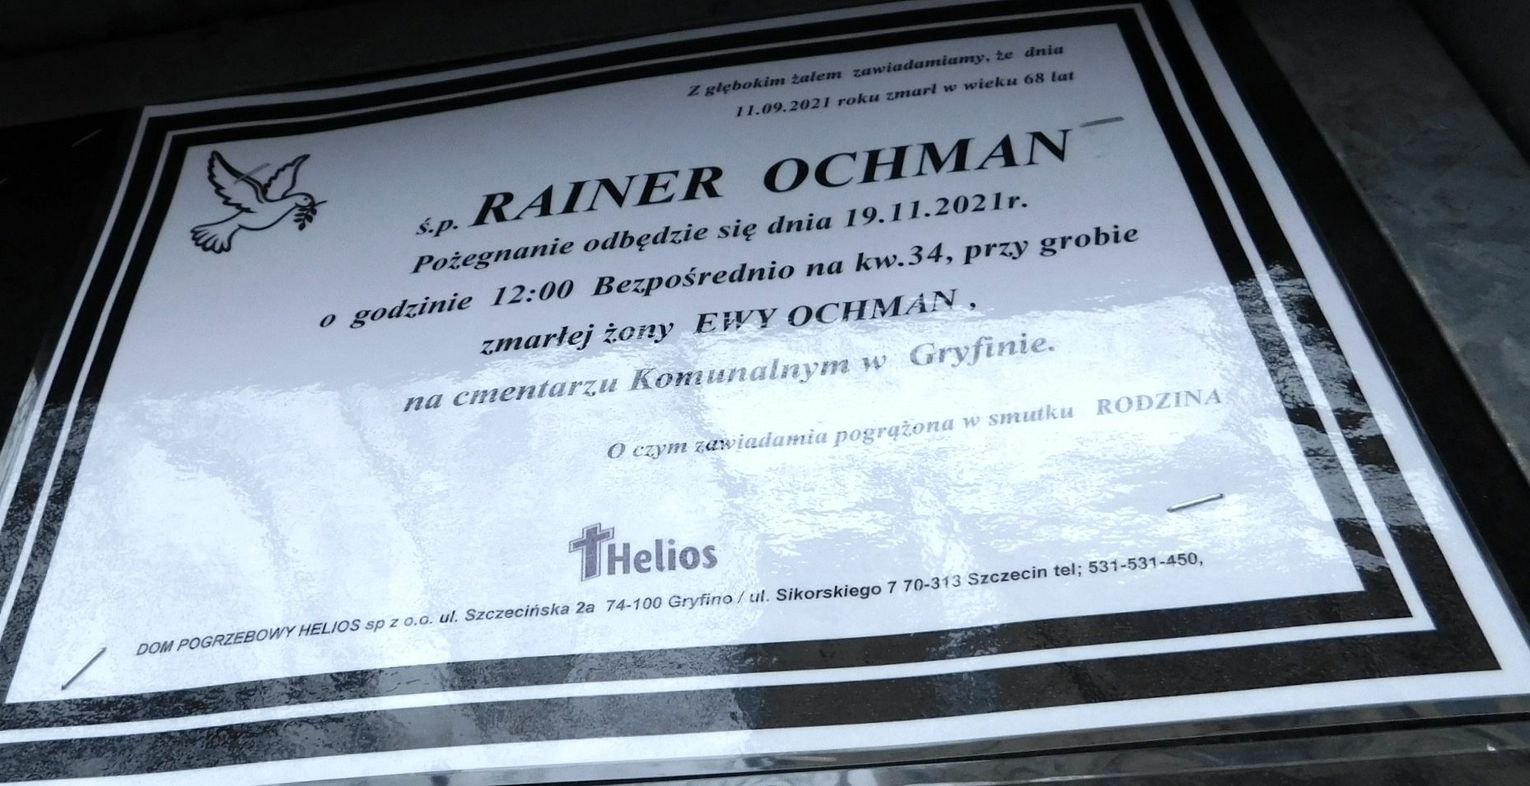 Z głębokim żalem zawiadamiamy, że dnia
11.09.2021 roku zmarł w wieku 68 lat
ś.p. RAINER OCHMAN
Pożegnanie odbędzie się dnia 19.11.2021r.
o godzinie 12:00 Bezpośrednio na kw.34, przy grobie
zmarłej żony EWY OCHMAN ,
na cmentarzu Komunalnym w Gryfinie.
O czym zawiadamia pogrążona w smutku RODZINA
Helios
DOM POGRZEBOWY HELIOS sp z o.o. ul. Szczecińska 2a 74-100 Gryfino / ul. Sikorskiego 7 70-313 Szczecin tel; 531-531-450,